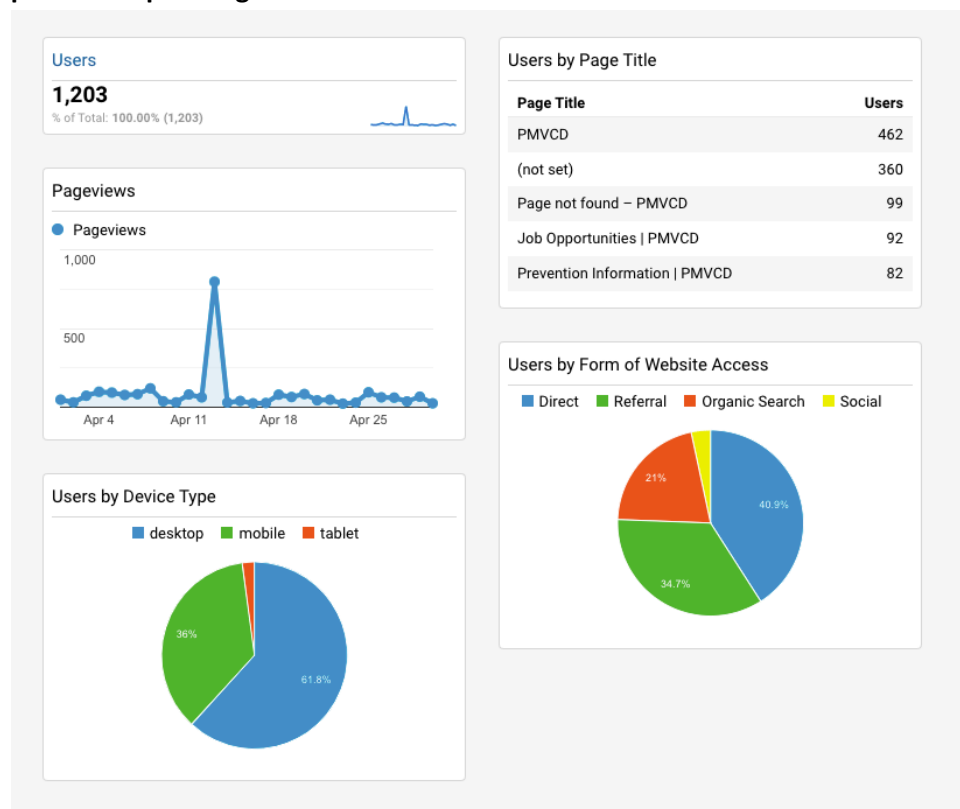 Users
1,203
% of Total: 100.00% (1,203)
Pageviews
Pageviews
1,000
500
Apr 4 Apr 11 Apr 18 Apr 25
Users by Device Type
desktop mobile tablet
36%
61.8%
Users by Page Title
Page Title Users
PMVCD 462
(not set) 360
Page not found – PMVCD 99
Job Opportunities | PMVCD 92
Prevention Information | PMVCD 82
Users by Form of Website Access
Direct Referral Organic Search Social
21%
40.9%
34.7%